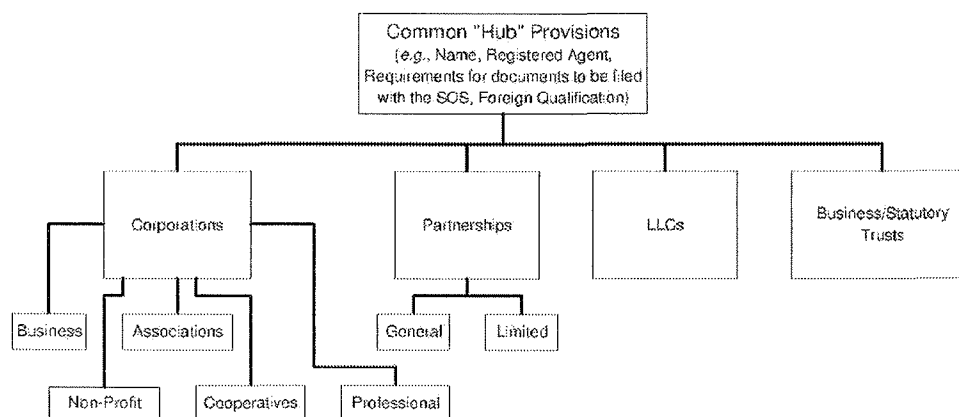 Common "Hub" Provisions
(e.g., Name, Registered Agent,
Requirements for documents to be filed
with the SOS, Foreign Qualification)
Corporations
Partnerships
LLCs
Business/Statutory
Trusts
Business
Associations
General
Limited
Non-Profit
Cooperatives
Professional